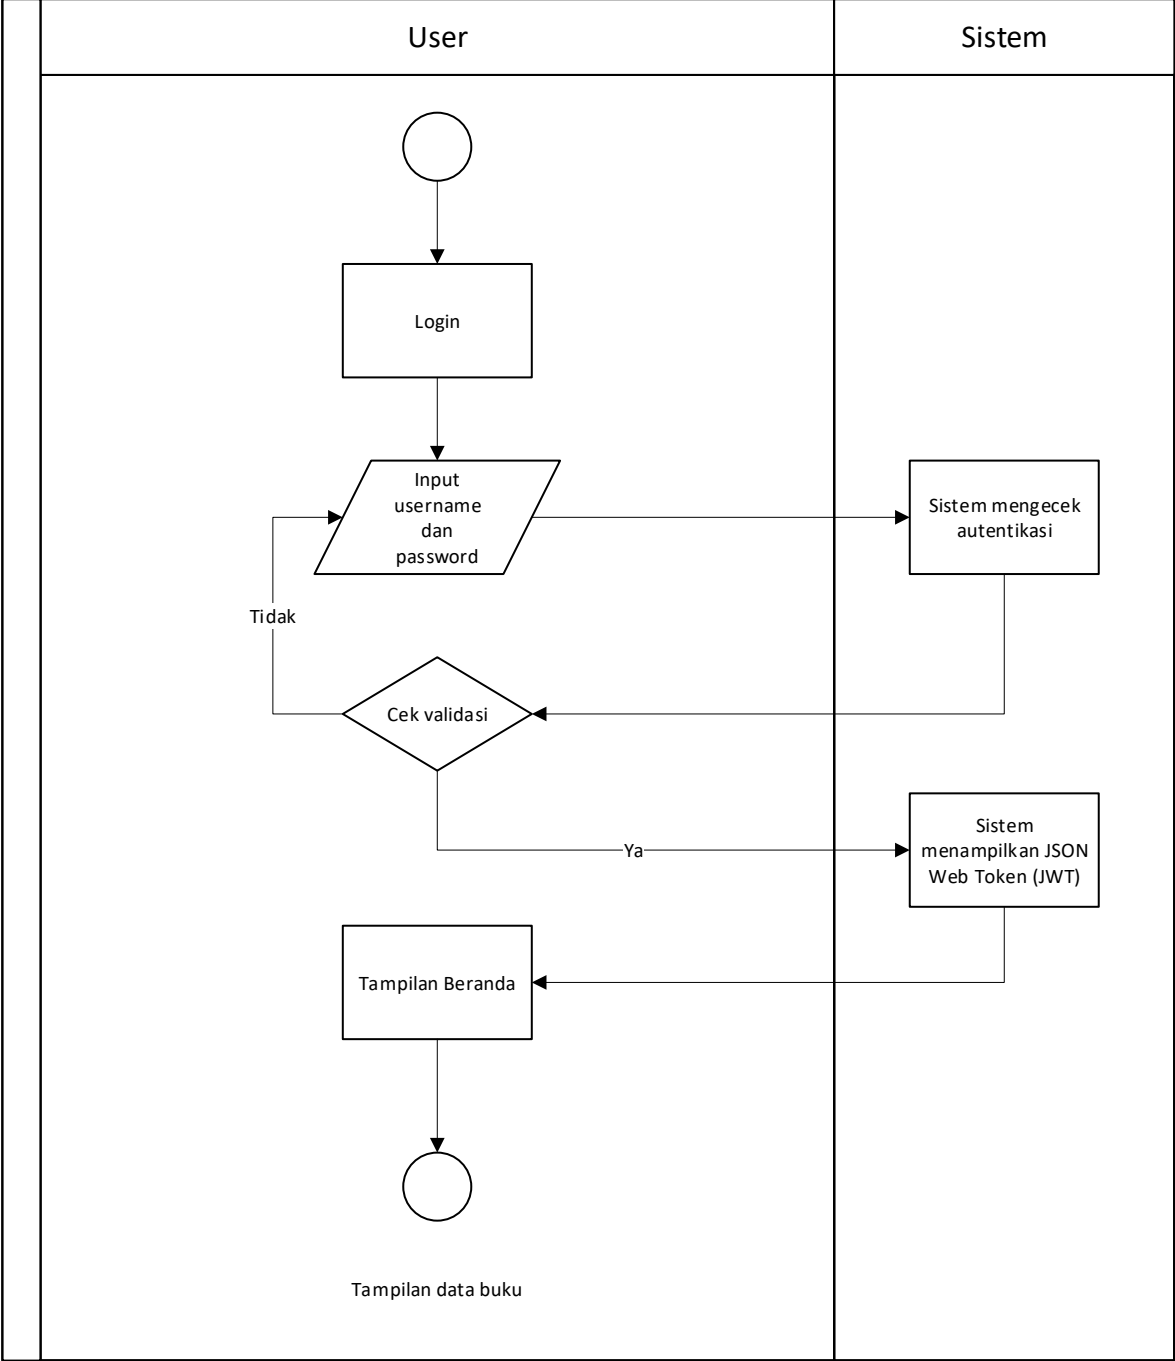 User
Sistem
Login
Input
username
dan
password
Sistem mengecek
autentikasi
Tidak
Cek validasi
Ya
Sistem
menampilkan JSON
Web Token (JWT)
Tampilan Beranda
Tampilan data buku